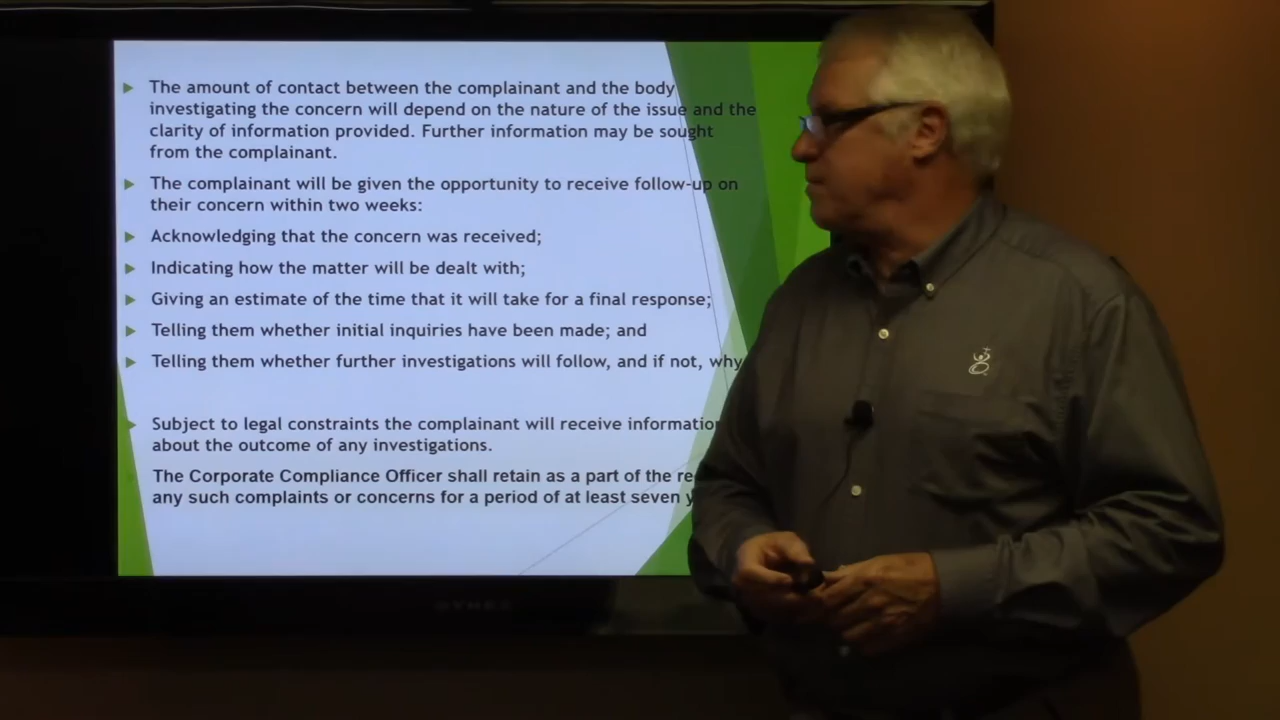 The amount of contact between the complainant and the body
investigating the concern will depend on the nature of the issue and the
clarity of information provided. Further information may be sought
from the complainant.
The complainant will be given the opportunity to receive follow-up on
their concern within two weeks:
Acknowledging that the concern was received;
Indicating how the matter will be dealt with;
Giving an estimate of the time that it will take for a final response;
Telling them whether initial inquiries have been made; and
Telling them whether further investigations will follow, and if not, why
Subject to legal constraints the complainant will receive
about the outcome of any investigations.
The Corporate Compliance Officer shall retain as a part of the
any such complaints or concerns for a period of at least seven